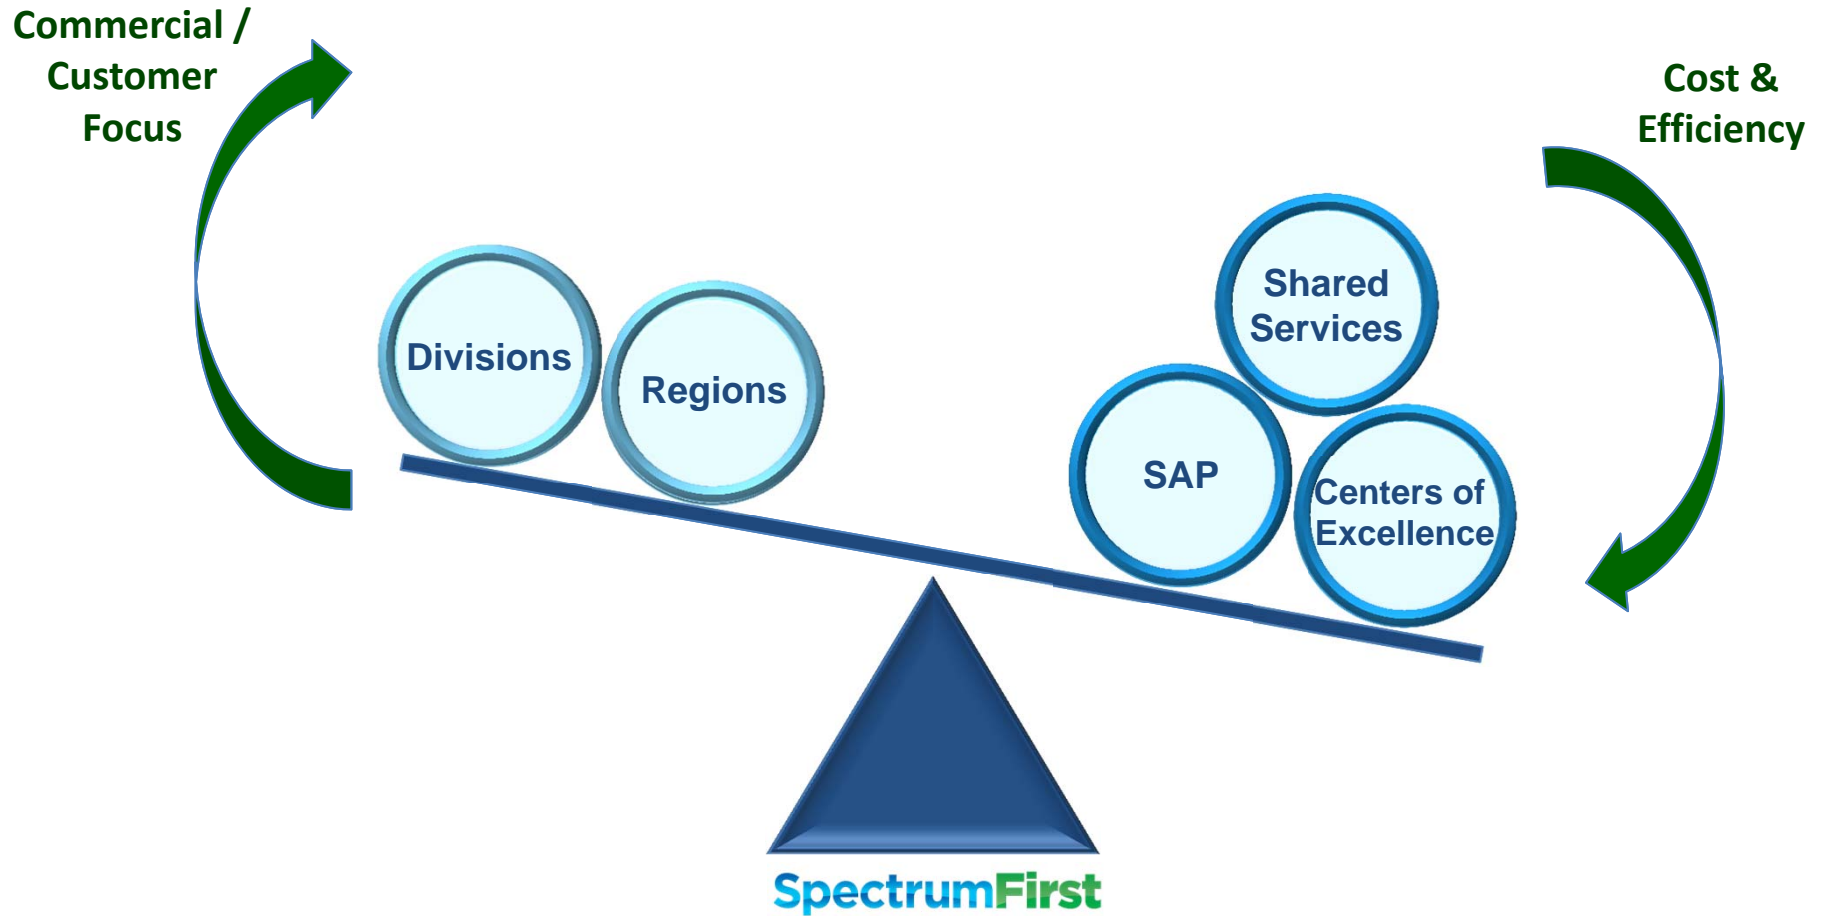 Commercial /
Customer
Focus
Cost &
Efficiency
Divisions
Regions
Shared
Services
SAP
Centers of
Excellence
SpectrumFirst